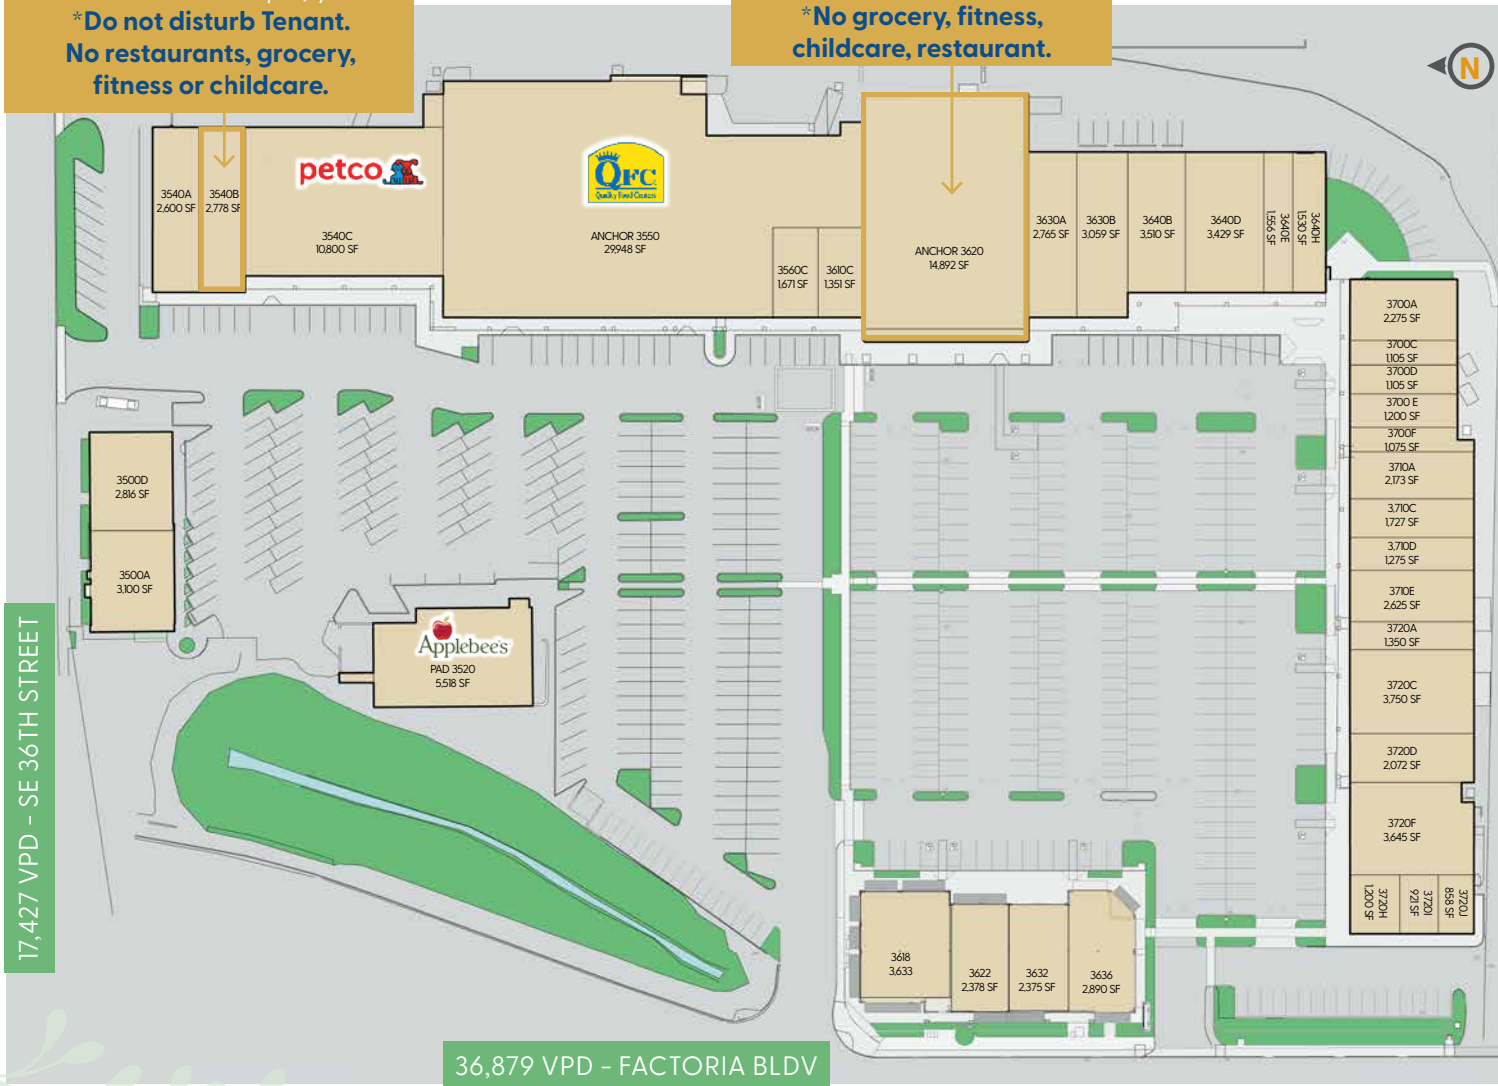 *Do not disturb Tenant.
No restaurants, grocery,
fitness or childcare.
*No grocery, fitness,
childcare, restaurant.
N
3540A
2,600 SF
3540B
2,778 SF
petco
3540C
10,800 SF
QFC
Quality Food Centers
ANCHOR 3550
29,948 SF
3560C
1,671 SF
3610C
1,351 SF
ANCHOR 3620
14,892 SF
3630A
2,765 SF
3630B
3,059 SF
3640B
3,510 SF
3640D
3,429 SF
3640E
1,556 SF
3640H
1,530 SF
3700A
2,275 SF
3700C
1,105 SF
3700D
1,105 SF
3700 E
1,200 SF
3700F
1,075 SF
3710A
2,173 SF
3,710C
1,727 SF
3,710D
1,275 SF
3710E
2,625 SF
3720A
1,350 SF
3720C
3,750 SF
3720D
2,072 SF
3720F
3,645 SF
3720H
1,200 SF
3720I
921 SF
3720J
858 SF
3500D
2,816 SF
3500A
3,100 SF
Applebee's
PAD 3520
5,518 SF
3618
3,633
3622
2,378 SF
3632
2,375 SF
3636
2,890 SF
17,427 VPD - SE 36TH STREET
36,879 VPD - FACTORIA BLDV